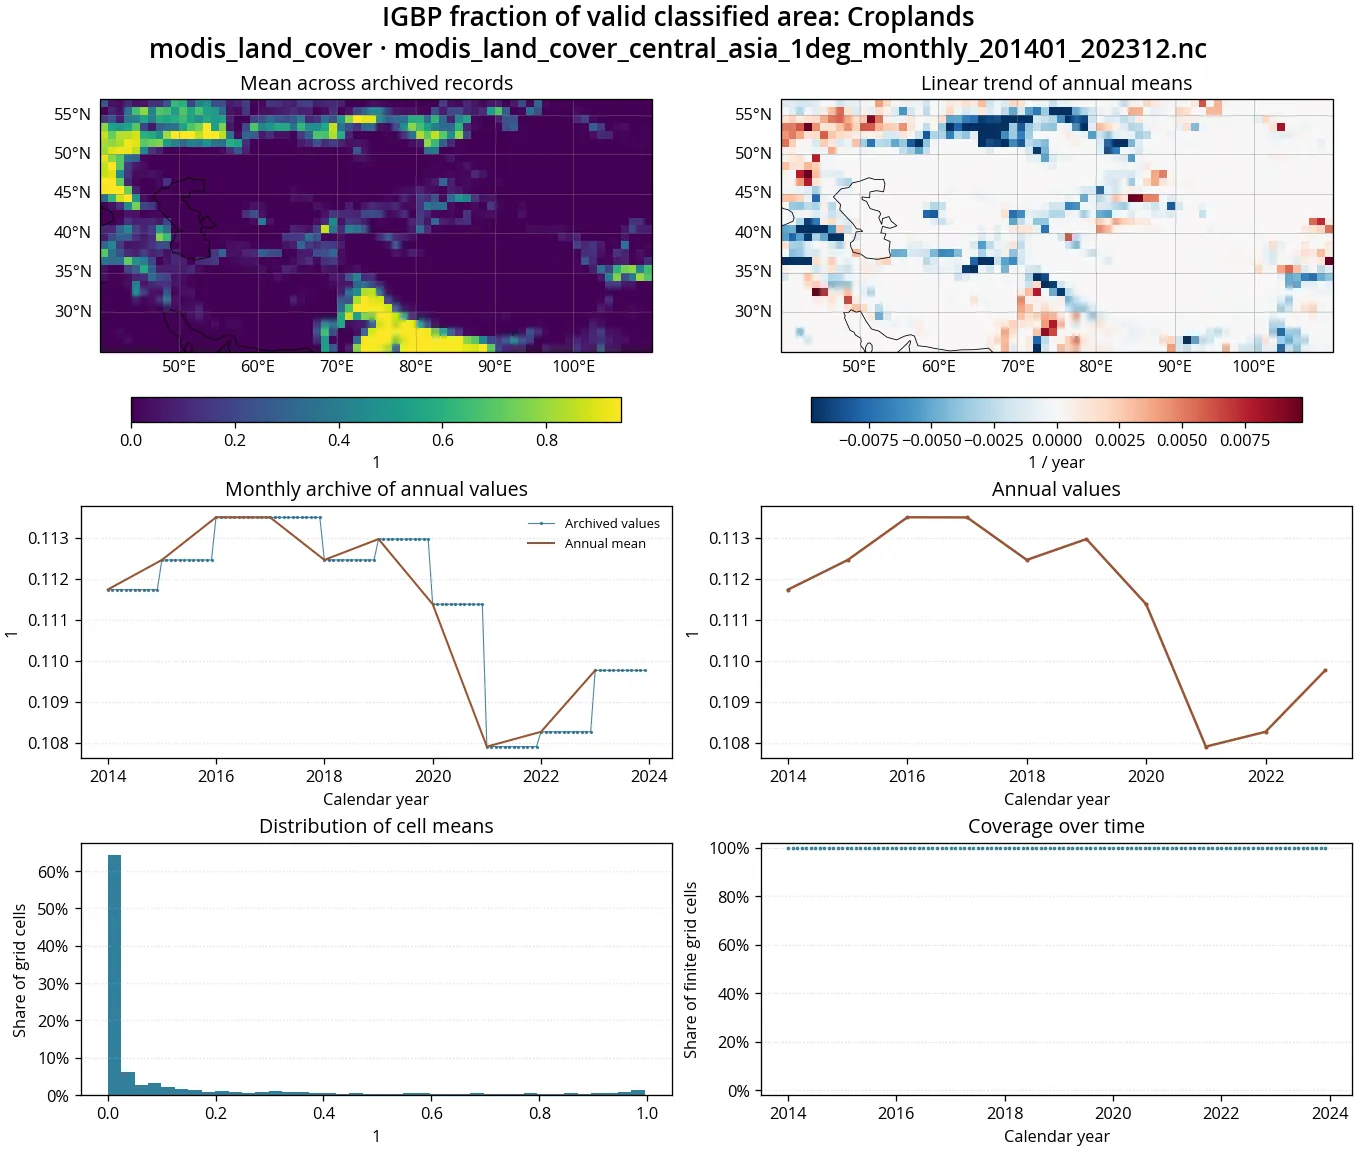 IGBP fraction of valid classified area: Croplands
modis_land_cover · modis_land_cover_central_asia_1deg_monthly_201401_202312.nc
Mean across archived records
55°N
50°N
45°N
40°N
35°N
30°N
50°E 60°E 70°E 80°E 90°E 100°E
0.0 0.2 0.4 0.6 0.8
1
Linear trend of annual means
55°N
50°N
45°N
40°N
35°N
30°N
50°E 60°E 70°E 80°E 90°E 100°E
−0.0075 −0.0050 −0.0025 0.0000 0.0025 0.0050 0.0075
1 / year
Monthly archive of annual values
Archived values
Annual mean
0.113
0.112
0.111
0.110
0.109
0.108
1
2014 2016 2018 2020 2022 2024
Calendar year
Annual values
0.113
0.112
0.111
0.110
0.109
0.108
1
2014 2016 2018 2020 2022
Calendar year
Distribution of cell means
Share of grid cells
60%
50%
40%
30%
20%
10%
0%
0.0 0.2 0.4 0.6 0.8 1.0
1
Coverage over time
Share of finite grid cells
100%
80%
60%
40%
20%
0%
2014 2016 2018 2020 2022 2024
Calendar year